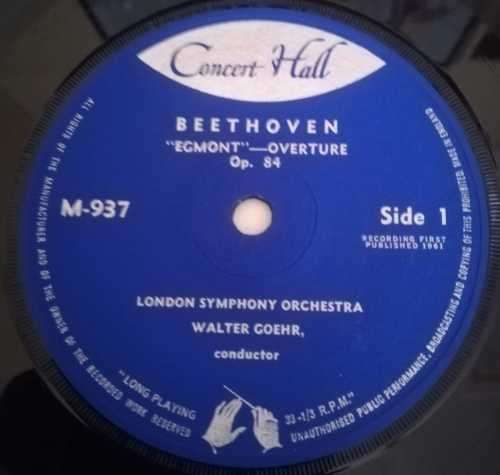 Concert Hall
BEETHOVEN
"EGMONT"—OVERTURE
Op. 84
M-937
Side 1
RECORDING FIRST
PUBLISHED 1961
LONDON SYMPHONY ORCHESTRA
WALTER GOEHR,
conductor
"LONG PLAYING
33-1/3 R.P.M."
ALL RIGHTS OF THE MANUFACTURER AND OF THE OWNER OF THE RECORDED WORK RESERVED
UNAUTHORISED PUBLIC PERFORMANCE, BROADCASTING AND COPYING OF THIS PROHIBITED. MADE IN ENGLAND